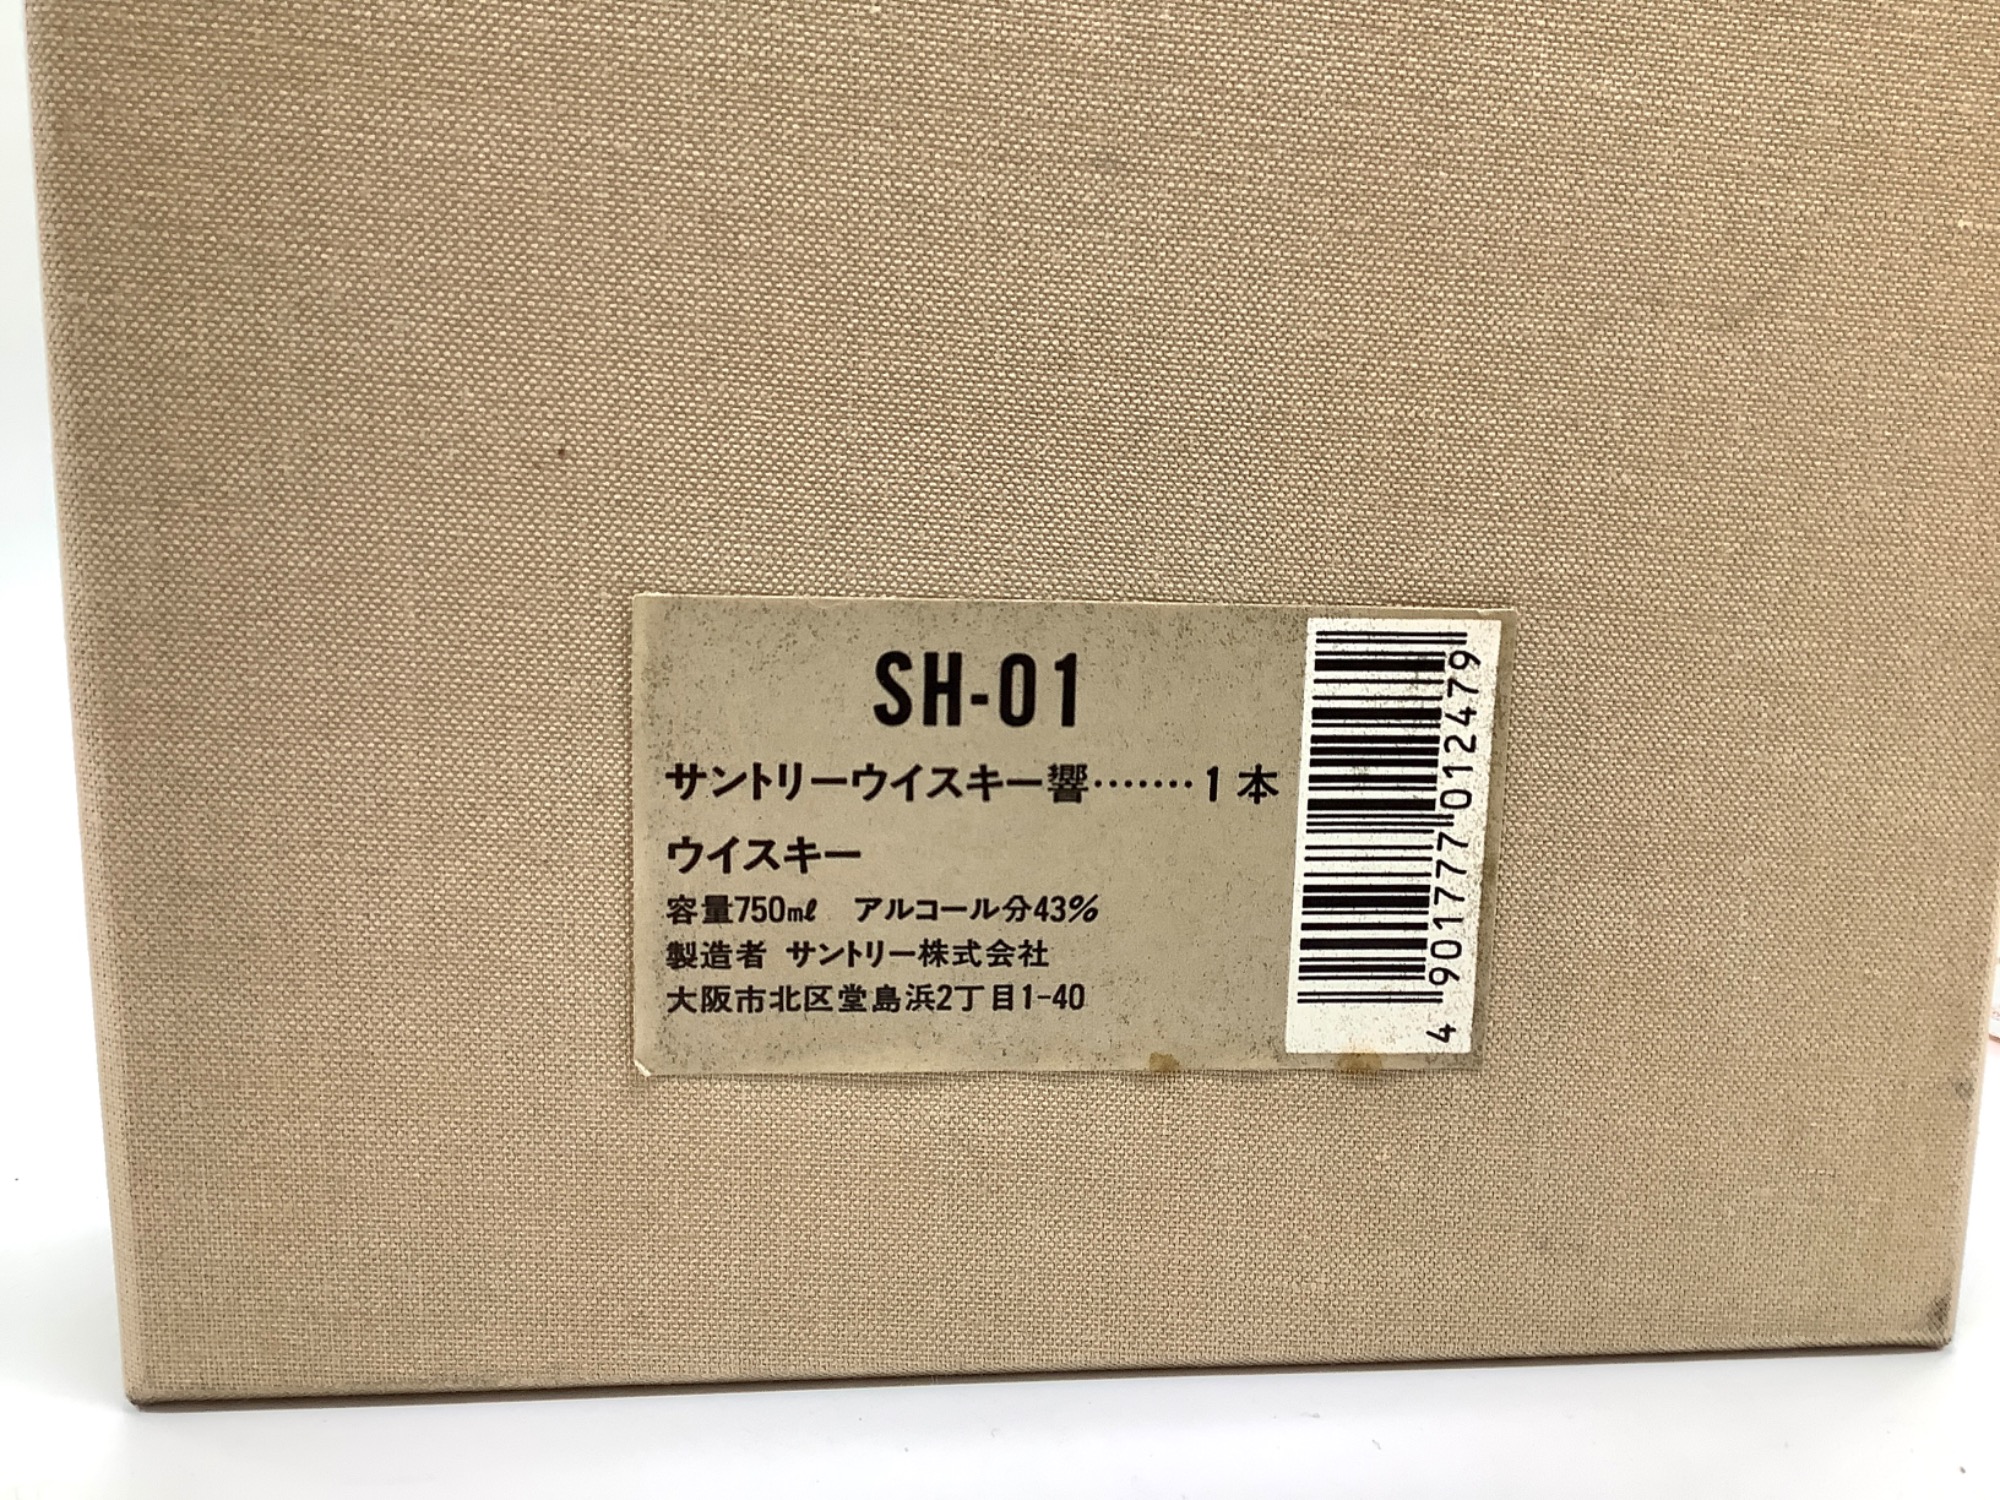 SH-01
サントリーウイスキー響⋯⋯⋯1本
ウイスキー
容量750㎖ アルコール分43%
製造者 サントリー株式会社
大阪市北区堂島浜2丁目1-40
4901777012479